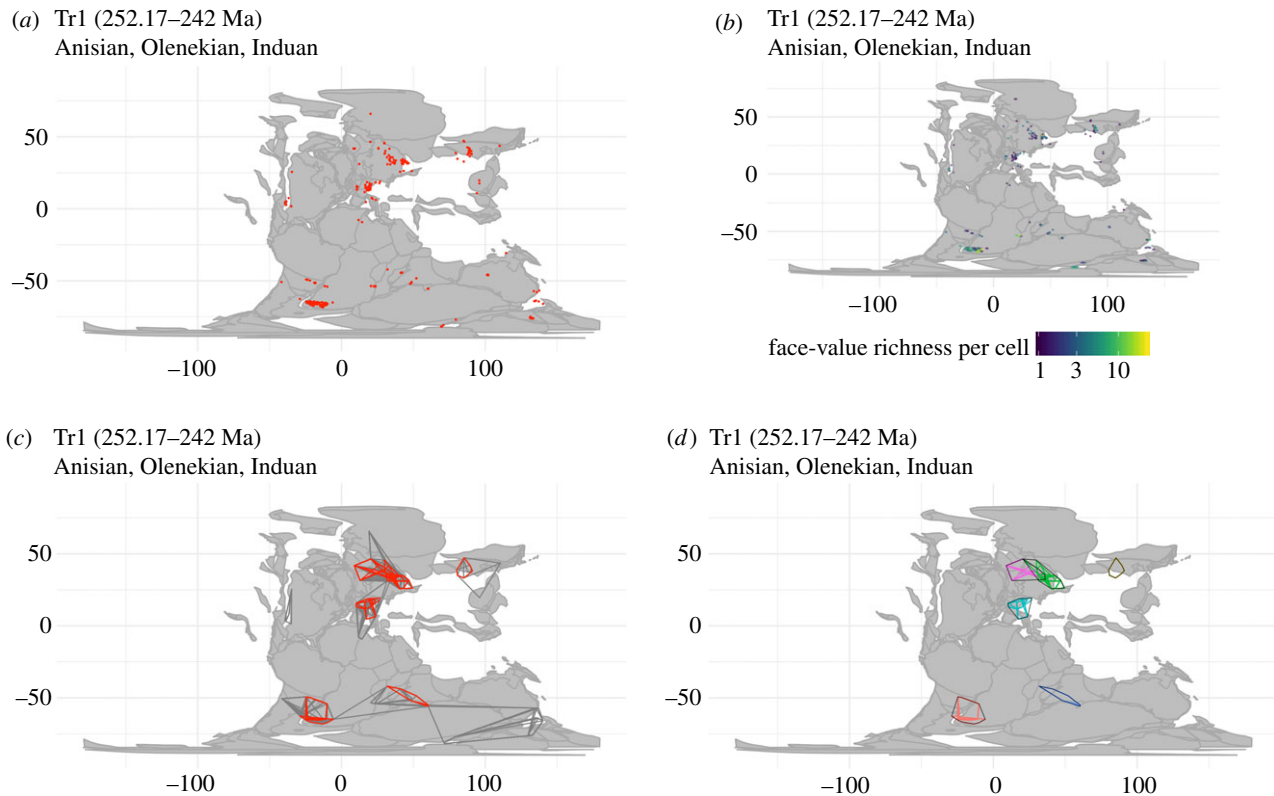 (a) Tr1 (252.17–242 Ma)
Anisian, Olenekian, Induan
50
0
–50
–100 0 100
(b) Tr1 (252.17–242 Ma)
Anisian, Olenekian, Induan
50
0
–50
–100 0 100
face-value richness per cell
1 3 10
(c) Tr1 (252.17–242 Ma)
Anisian, Olenekian, Induan
50
0
–50
–100 0 100
(d) Tr1 (252.17–242 Ma)
Anisian, Olenekian, Induan
50
0
–50
–100 0 100